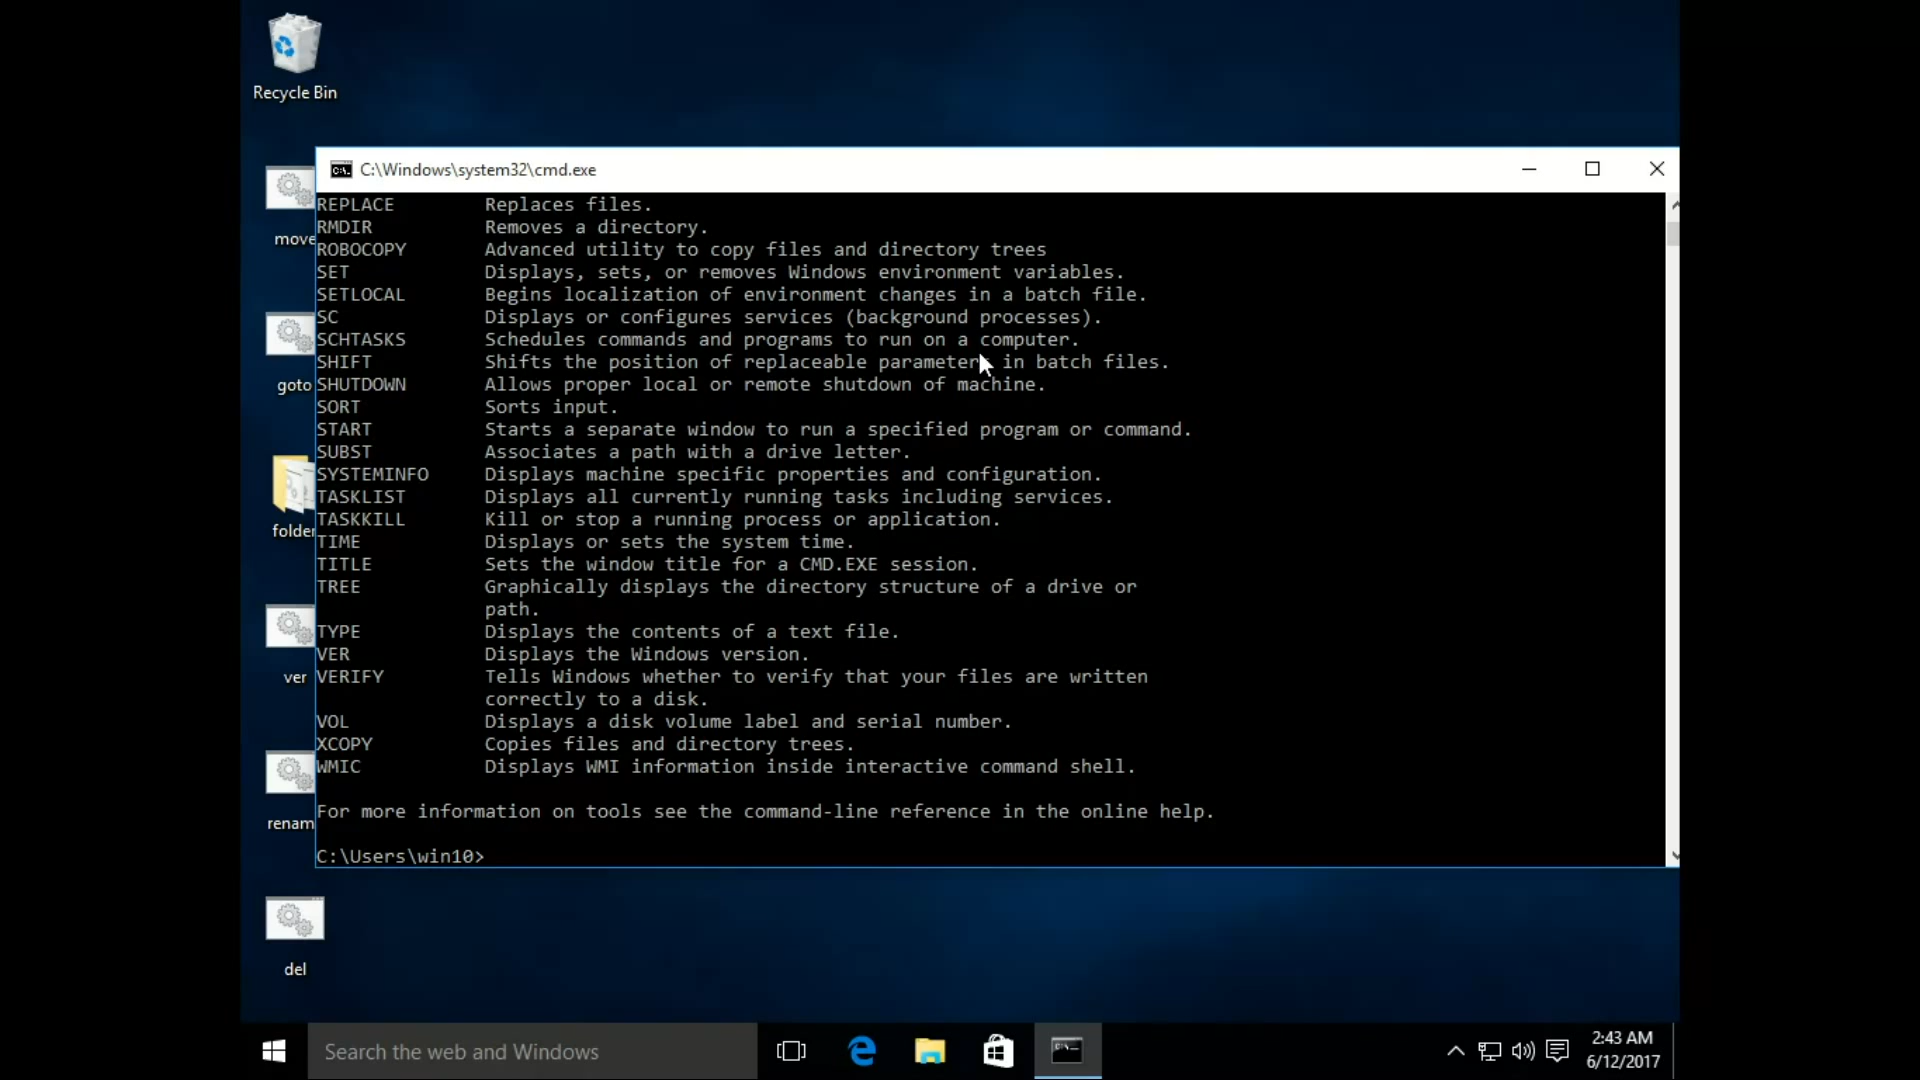 Recycle Bin
C:\Windows\system32\cmd.exe
REPLACE        Replaces files.
RMDIR          Removes a directory.
ROBOCOPY       Advanced utility to copy files and directory trees
SET            Displays, sets, or removes Windows environment variables.
SETLOCAL       Begins localization of environment changes in a batch file.
SC             Displays or configures services (background processes).
SCHTASKS       Schedules commands and programs to run on a computer.
SHIFT          Shifts the position of replaceable parameters in batch files.
SHUTDOWN       Allows proper local or remote shutdown of machine.
SORT           Sorts input.
START          Starts a separate window to run a specified program or command.
SUBST          Associates a path with a drive letter.
SYSTEMINFO     Displays machine specific properties and configuration.
TASKLIST       Displays all currently running tasks including services.
TASKKILL       Kill or stop a running process or application.
TIME           Displays or sets the system time.
TITLE          Sets the window title for a CMD.EXE session.
TREE           Graphically displays the directory structure of a drive or
path.
TYPE           Displays the contents of a text file.
VER            Displays the Windows version.
VERIFY         Tells Windows whether to verify that your files are written
correctly to a disk.
VOL            Displays a disk volume label and serial number.
XCOPY          Copies files and directory trees.
WMIC           Displays WMI information inside interactive command shell.
For more information on tools see the command-line reference in the online help.
C:\Users\win10>
move
goto
folder
ver
renam
del
Search the web and Windows
2:43 AM
6/12/2017